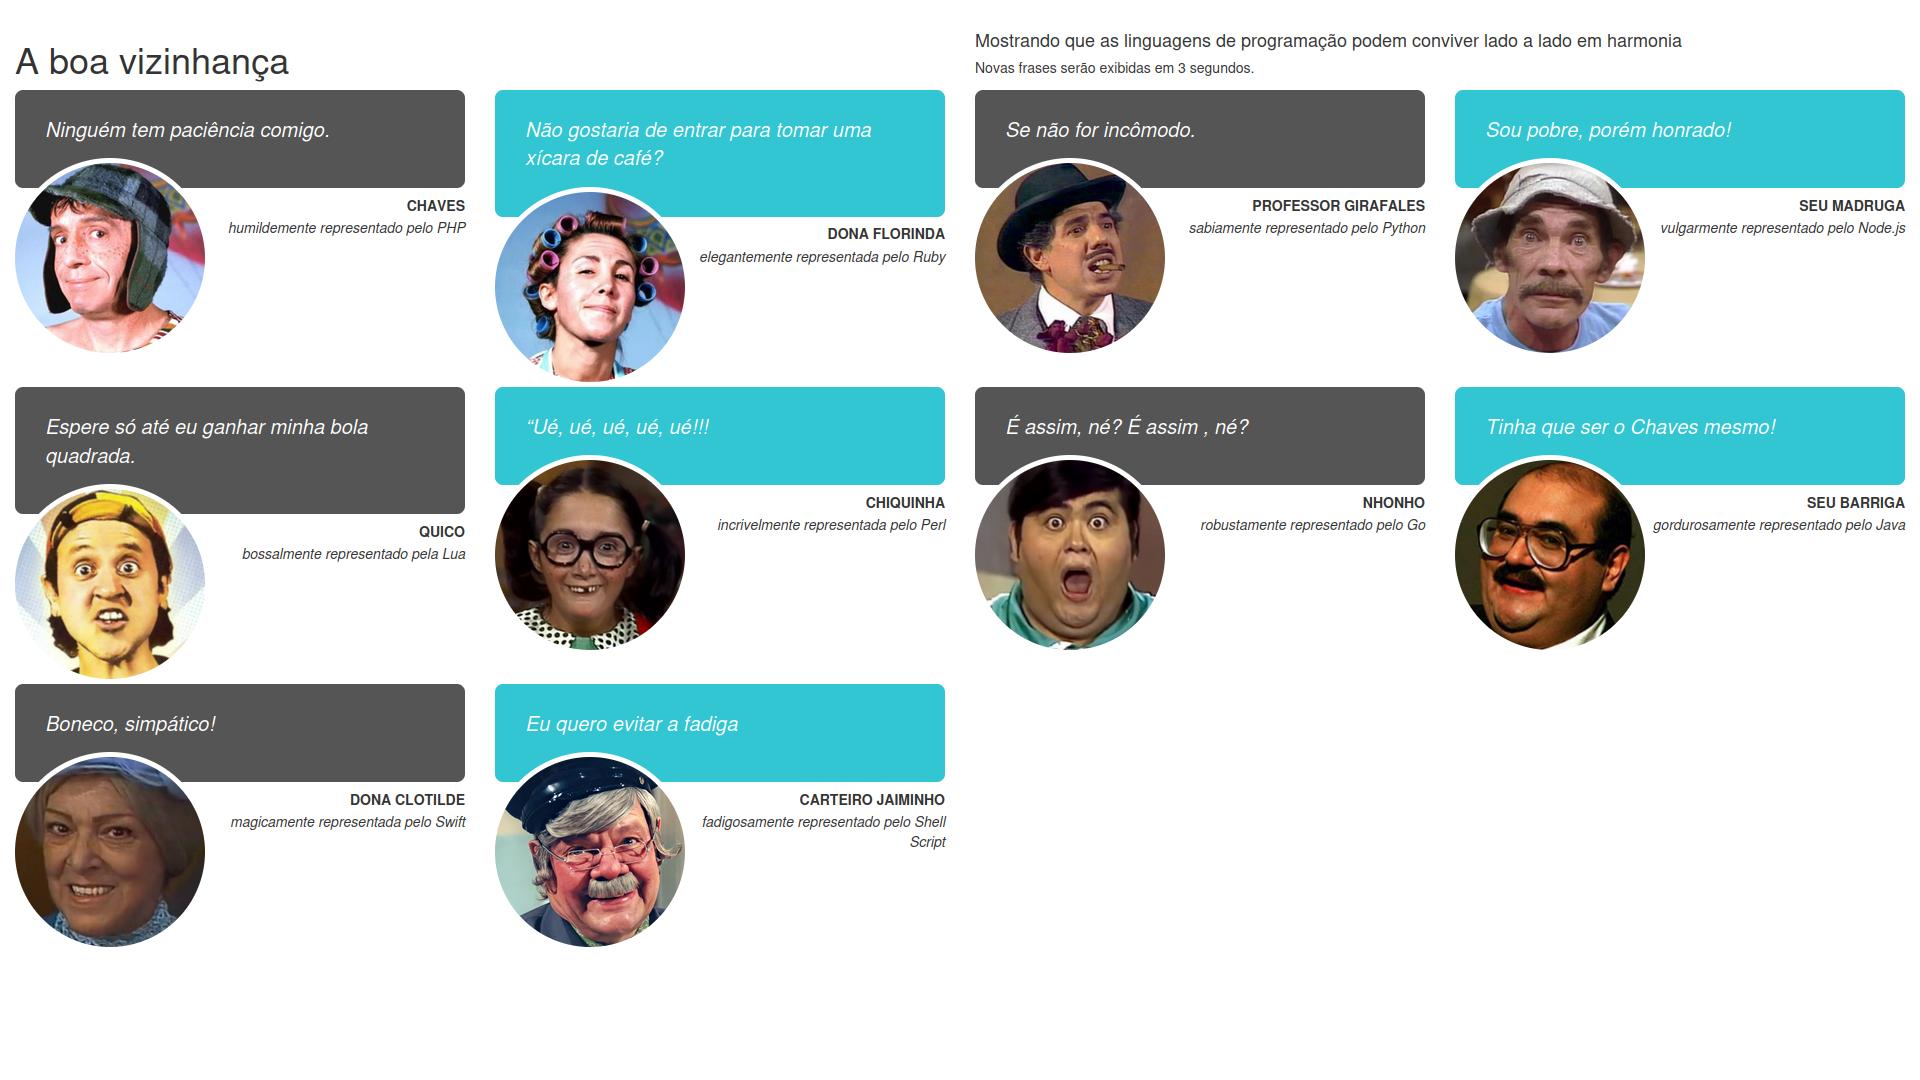 A boa vizinhança
Mostrando que as linguagens de programação podem conviver lado a lado em harmonia
Novas frases serão exibidas em 3 segundos.
Ninguém tem paciência comigo.
CHAVES
humildemente representado pelo PHP
Não gostaria de entrar para tomar uma
xícara de café?
DONA FLORINDA
elegantemente representada pelo Ruby
Se não for incômodo.
PROFESSOR GIRAFALES
sabiamente representado pelo Python
Sou pobre, porém honrado!
SEU MADRUGA
vulgarmente representado pelo Node.js
Espere só até eu ganhar minha bola
quadrada.
QUICO
bossalmente representado pela Lua
“Ué, ué, ué, ué, ué!!!
CHIQUINHA
incrivelmente representada pelo Perl
É assim, né? É assim , né?
NHONHO
robustamente representado pelo Go
Tinha que ser o Chaves mesmo!
SEU BARRIGA
gordurosamente representado pelo Java
Boneco, simpático!
DONA CLOTILDE
magicamente representada pelo Swift
Eu quero evitar a fadiga
CARTEIRO JAIMINHO
fadigosamente representado pelo Shell
Script